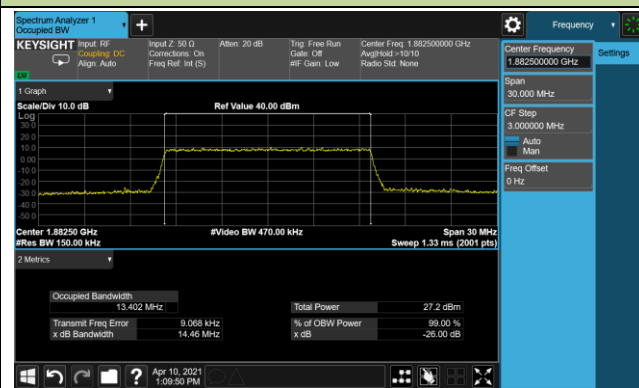 Spectrum Analyzer 1
Occupied BW
Frequency
KEYSIGHT
Input: RF
Coupling: DC
Align: Auto
Input Z: 50 Ω
Corrections: On
Freq Ref: Int (S)
Atten: 20 dB
Trig: Free Run
Gate: Off
#IF Gain: Low
Center Freq: 1.882500000 GHz
Avg|Hold:>10/10
Radio Std: None
1 Graph
Scale/Div 10.0 dB
Ref Value 40.00 dBm
Log
30.0
20.0
10.0
0.00
-10.0
-20.0
-30.0
-40.0
-50.0
Center 1.88250 GHz
#Video BW 470.00 kHz
Span 30 MHz
#Res BW 150.00 kHz
Sweep 1.33 ms (2001 pts)
2 Metrics
Occupied Bandwidth
13.402 MHz
Total Power
27.2 dBm
Transmit Freq Error
9.068 kHz
% of OBW Power
99.00 %
x dB Bandwidth
14.46 MHz
x dB
-26.00 dB
Center Frequency
1.882500000 GHz
Settings
Span
30.000 MHz
CF Step
3.000000 MHz
Auto
Man
Freq Offset
0 Hz
Apr 10, 2021
1:09:50 PM